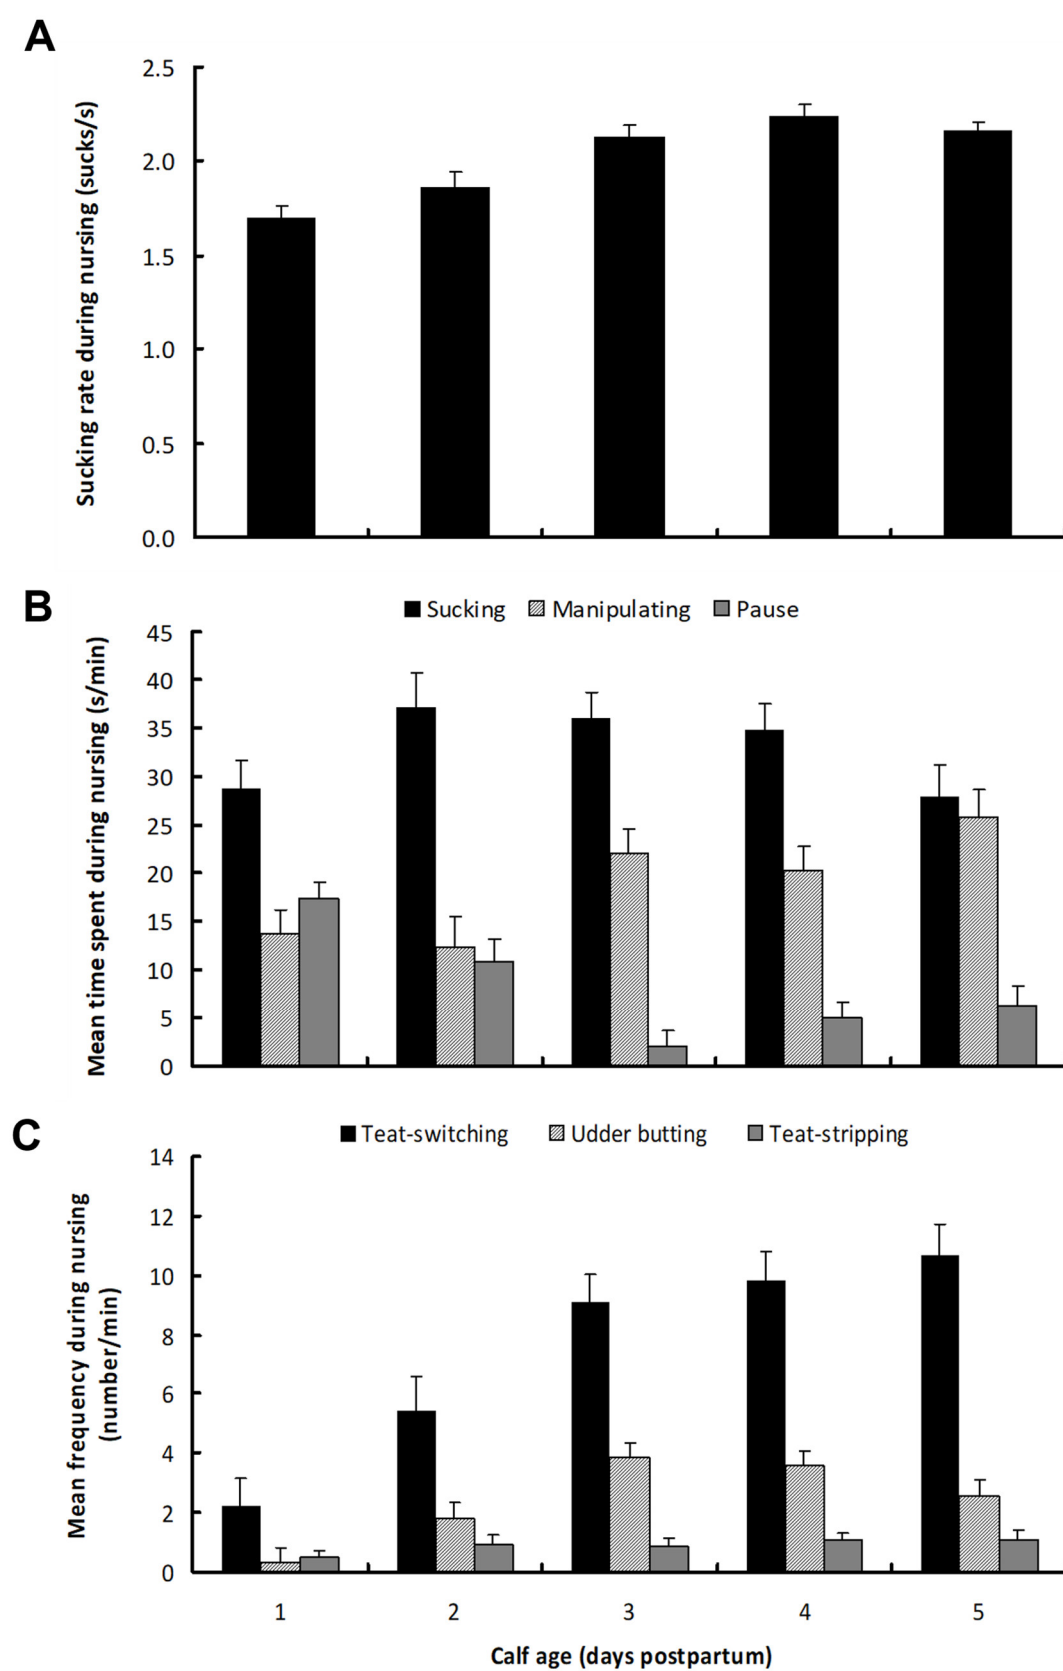 A
Sucking rate during nursing (sucks/s)
2.5
2.0
1.5
1.0
0.5
0.0
B
Sucking Manipulating Pause
Mean time spent during nursing (s/min)
45
40
35
30
25
20
15
10
5
0
C
Teat-switching Udder butting Teat-stripping
Mean frequency during nursing
(number/min)
14
12
10
8
6
4
2
0
1 2 3 4 5
Calf age (days postpartum)